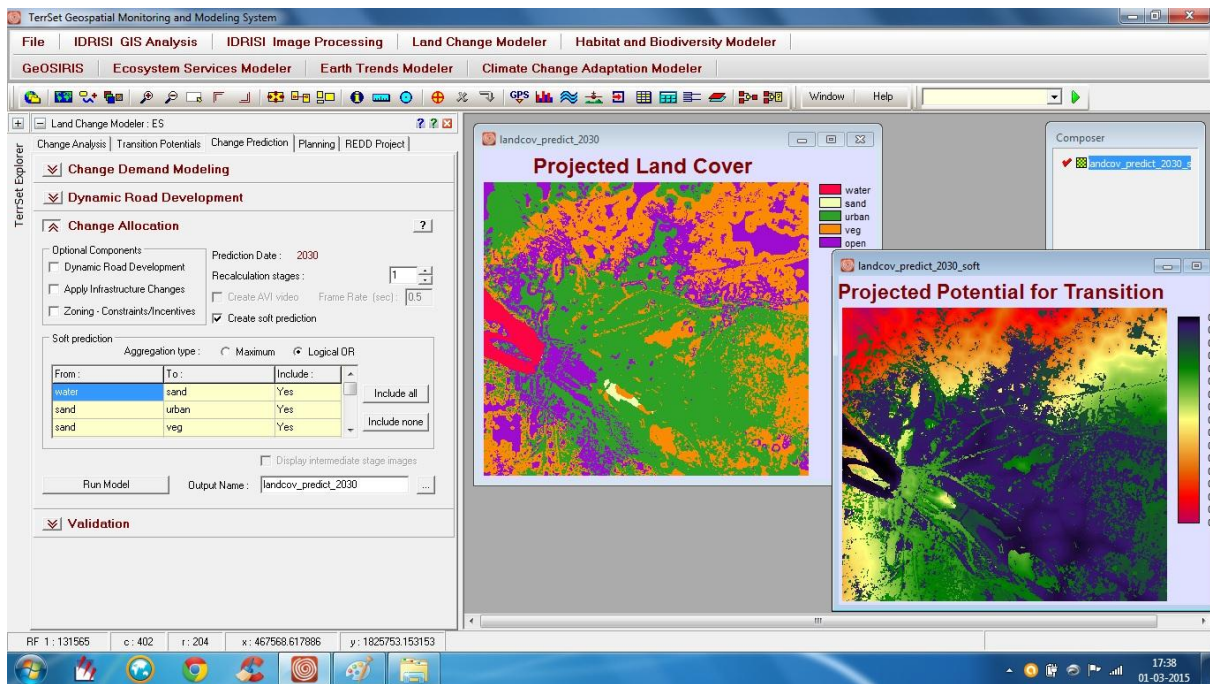 TerrSet Geospatial Monitoring and Modeling System
File IDRISI GIS Analysis IDRISI Image Processing Land Change Modeler Habitat and Biodiversity Modeler
GeOSIRIS Ecosystem Services Modeler Earth Trends Modeler Climate Change Adaptation Modeler
GPS Window Help
TerrSet Explorer
Land Change Modeler : ES
Change Analysis Transition Potentials Change Prediction Planning REDD Project
Change Demand Modeling
Dynamic Road Development
Change Allocation ?
Optional Components
Dynamic Road Development
Apply Infrastructure Changes
Zoning - Constraints/Incentives
Prediction Date : 2030
Recalculation stages : 1
Create AVI video Frame Rate (sec) : 0.5
Create soft prediction
Soft prediction
Aggregation type : Maximum Logical OR
From : To : Include :
water sand Yes
sand urban Yes
sand veg Yes
Include all
Include none
Display intermediate stage images
Run Model Output Name : landcov_predict_2030 ...
Validation
landcov_predict_2030
Projected Land Cover
water
sand
urban
veg
open
Composer
landcov_predict_2030_s
landcov_predict_2030_soft
Projected Potential for Transition
RF 1 : 131565 c : 402 r : 204 x : 467568.617886 y : 1825753.153153
17:38
01-03-2015